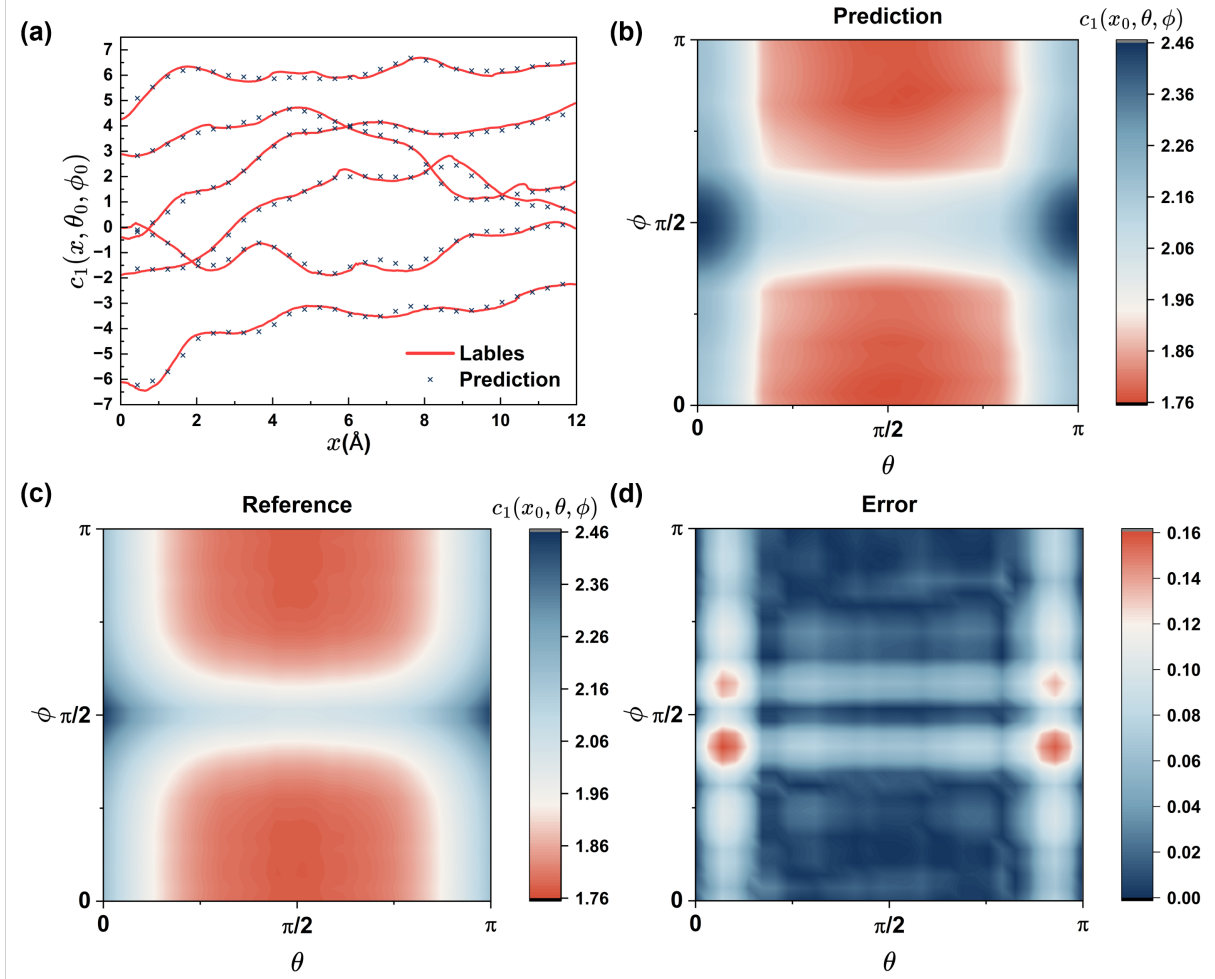 (a)
7
6
5
4
3
2
1
0
−1
−2
−3
−4
−5
−6
−7
c₁(x, θ₀, ϕ₀)
Lables
Prediction
0 2 4 6 8 10 12
x(Å)
(b)
Prediction
c₁(x₀, θ, ϕ)
π
ϕ π/2
0
0 π/2 π
θ
2.46
2.36
2.26
2.16
2.06
1.96
1.86
1.76
(c)
Reference
c₁(x₀, θ, ϕ)
π
ϕ π/2
0
0 π/2 π
θ
2.46
2.36
2.26
2.16
2.06
1.96
1.86
1.76
(d)
Error
π
ϕ π/2
0
0 π/2 π
θ
0.16
0.14
0.12
0.10
0.08
0.06
0.04
0.02
0.00